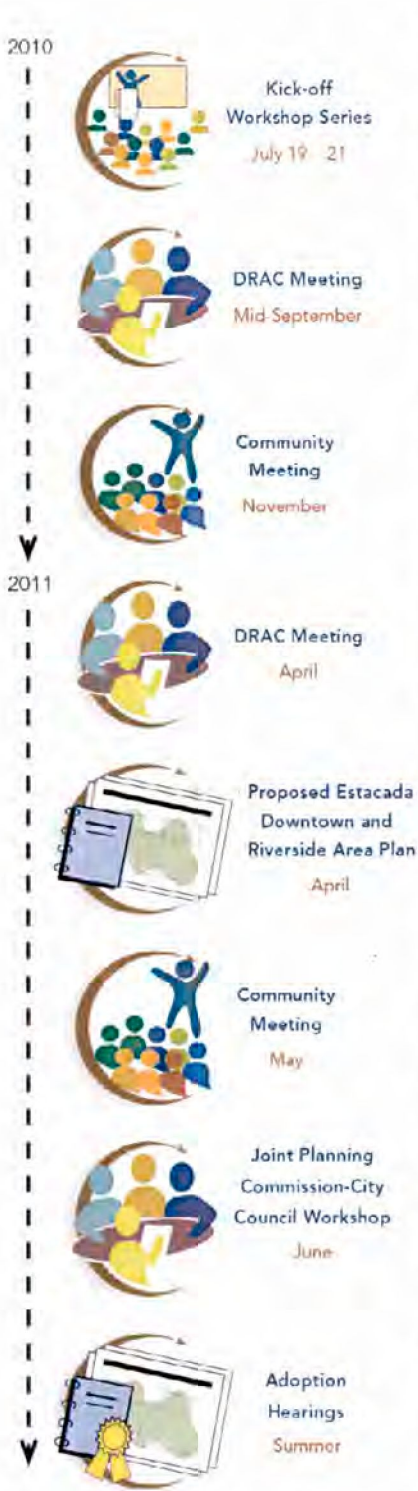 2010
Kick-off
Workshop Series
July 19 21
DRAC Meeting
Mid-September
Community
Meeting
November
2011
DRAC Meeting
April
Proposed Estacada
Downtown and
Riverside Area Plan
April
Community
Meeting
May
Joint Planning
Commission-City
Council Workshop
June
Adoption
Hearings
Summer